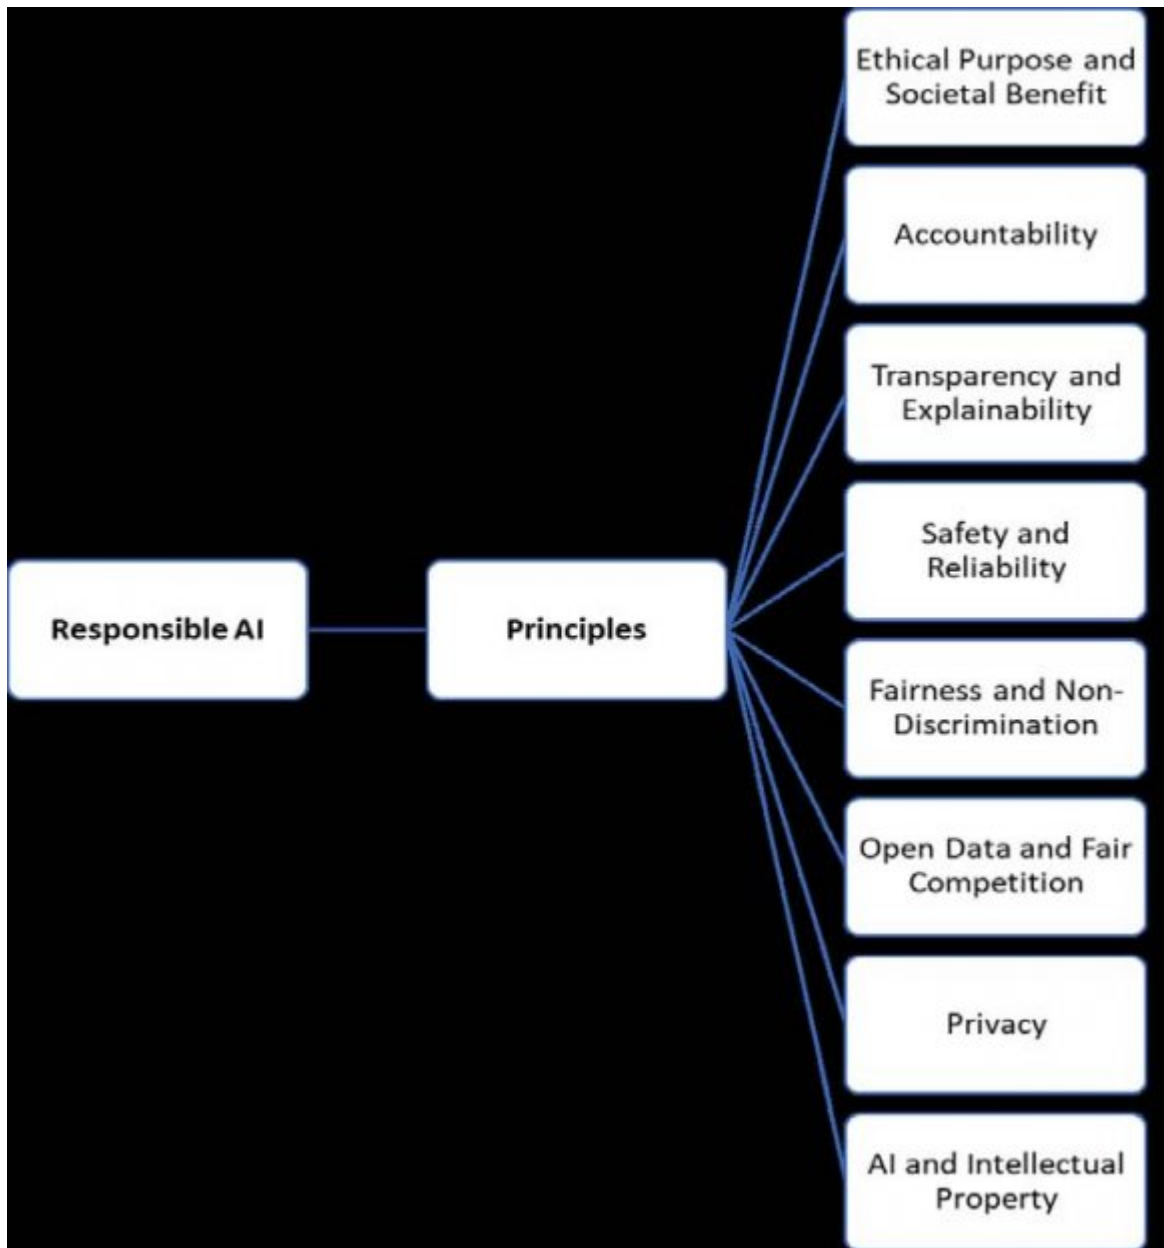 Ethical Purpose and
Societal Benefit
Accountability
Transparency and
Explainability
Safety and
Reliability
Responsible AI
Principles
Fairness and Non-
Discrimination
Open Data and Fair
Competition
Privacy
AI and Intellectual
Property